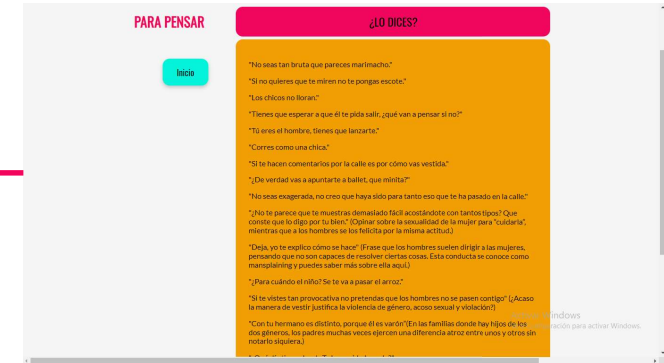 PARA PENSAR
¿LO DICES?
Inicio
"No seas tan bruta que pareces marimacho."
"Si no quieres que te miren no te pongas escote."
"Los chicos no lloran."
"Tienes que esperar a que él te pida salir, ¿qué van a pensar si no?"
"Tú eres el hombre, tienes que lanzarte."
"Corres como una chica."
"Si te hacen comentarios por la calle es por cómo vas vestida."
"¿De verdad vas a apuntarte a ballet, que minita?"
"No seas exagerada, no creo que haya sido para tanto eso que te ha pasado en la calle."
"¿No te parece que te muestras demasiado fácil acostándote con tantos tipos? Que
conste que lo digo por tu bien." (Opinar sobre la sexualidad de la mujer para "cuidarla",
mientras que a los hombres se los felicita por la misma actitud.)
"Deja, yo te explico cómo se hace" (Frase que los hombres suelen dirigir a las mujeres,
pensando que no son capaces de resolver ciertas cosas. Esta conducta se conoce como
mansplaining y puedes saber más sobre ella aquí.)
"¿Para cuándo el niño? Se te va a pasar el arroz."
"Si te vistes tan provocativa no pretendas que los hombres no se pasen contigo" (¿Acaso
la manera de vestir justifica la violencia de género, acoso sexual y violación?)
"Con tu hermano es distinto, porque él es varón"(En las familias donde hay hijos de los
dos géneros, los padres muchas veces ejercen una diferencia atroz entre unos y otros sin
notarlo siquiera.)
Windows
para activar Windows.